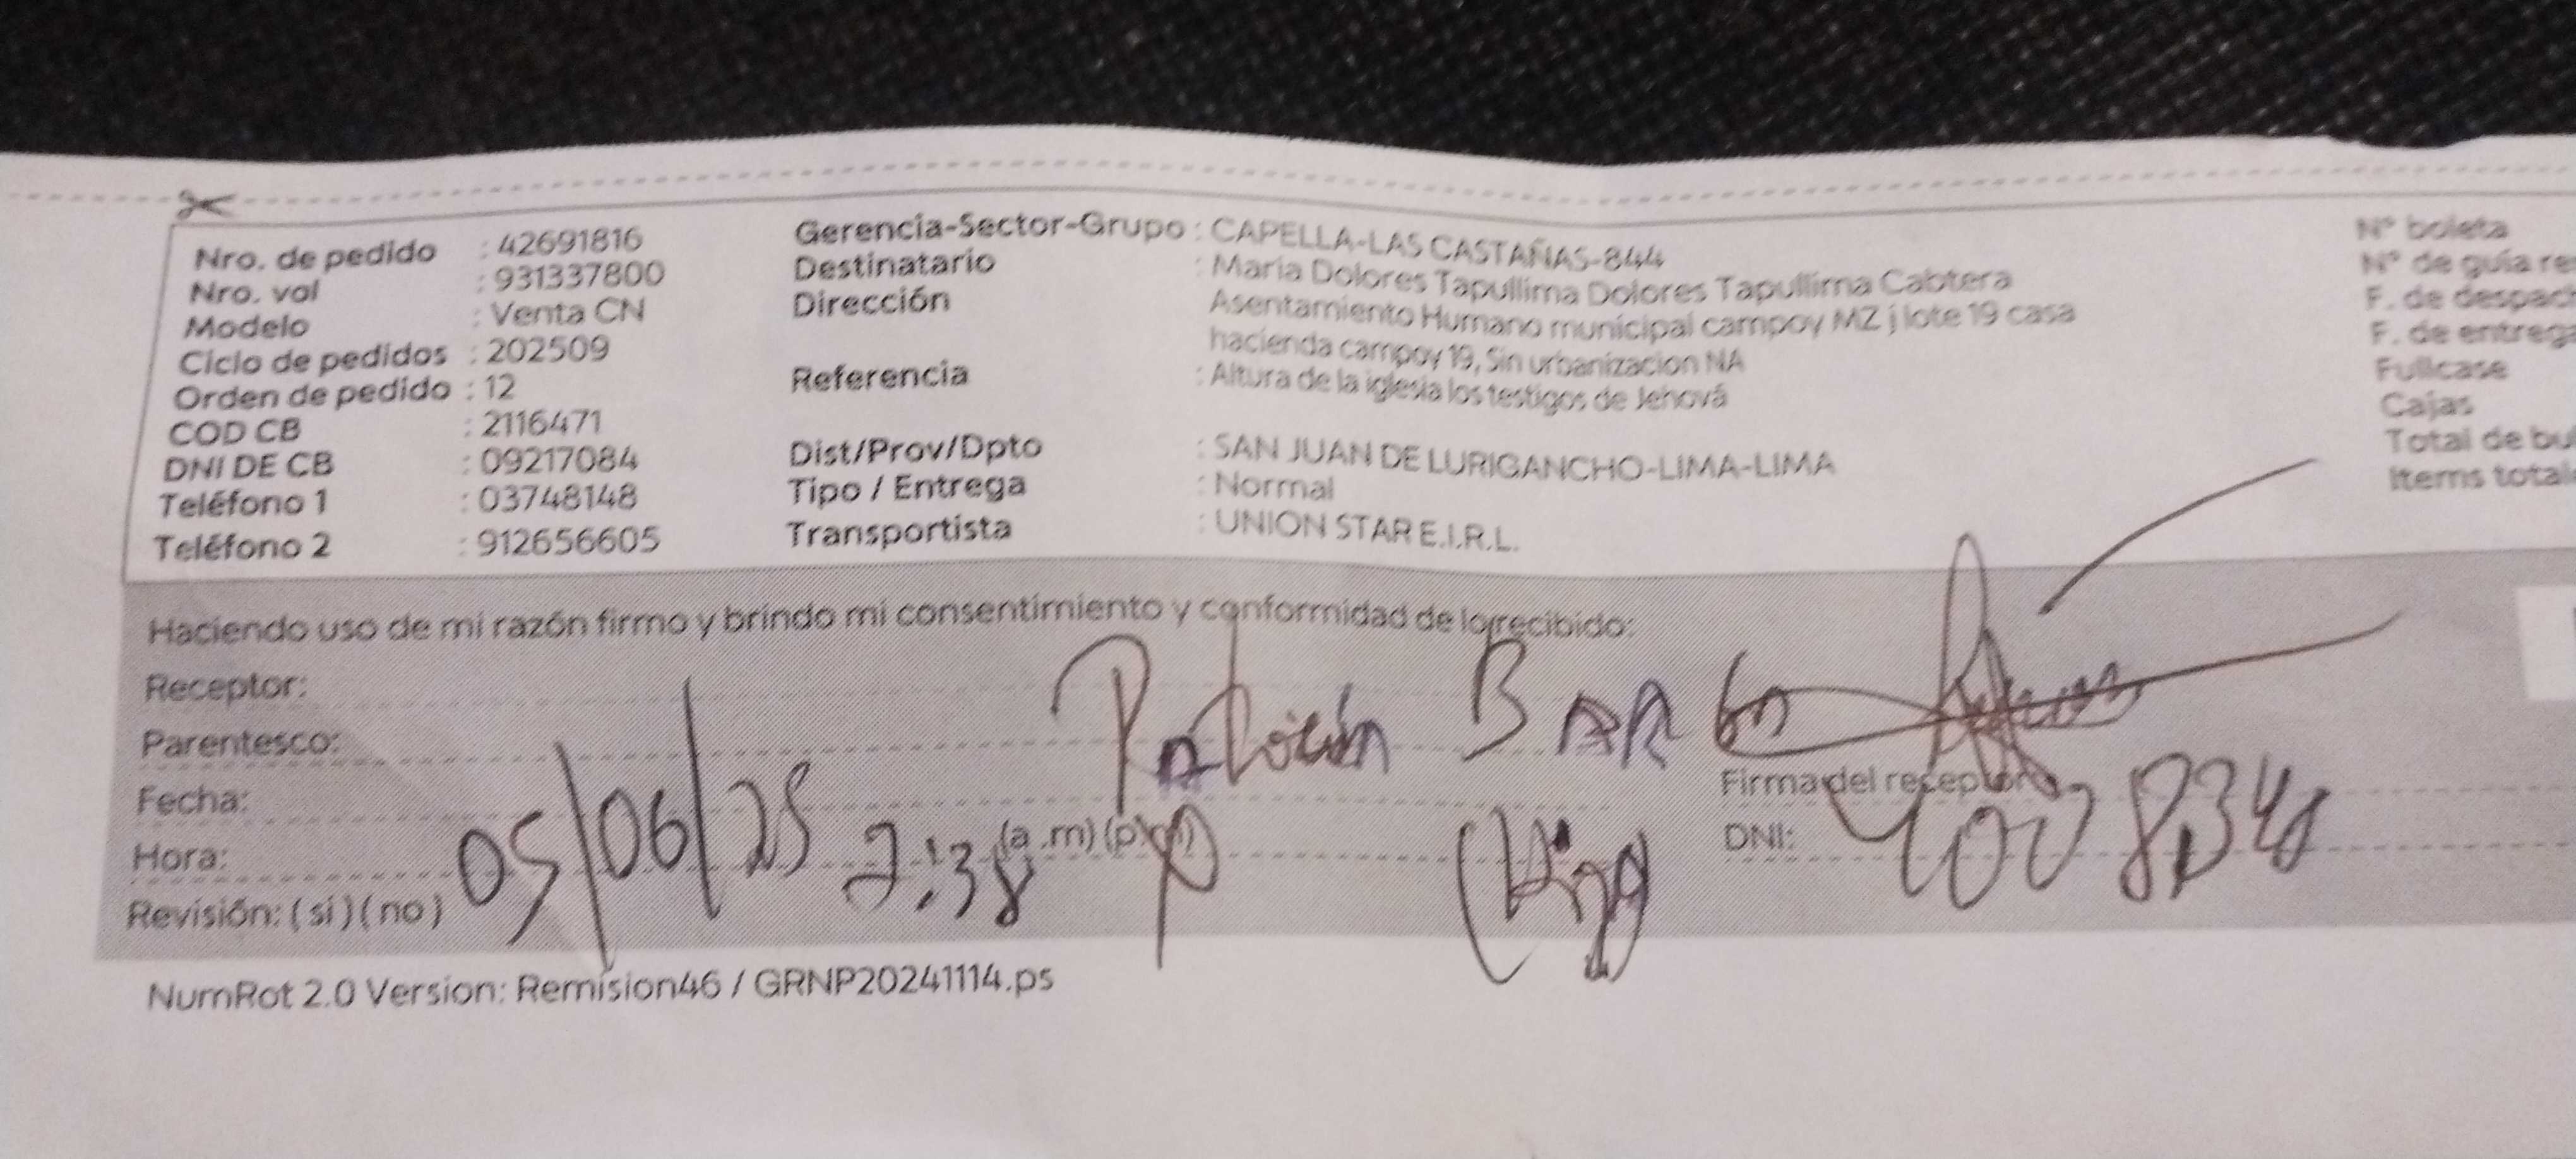 Nro. de pedido : 42691816
Nro. val : 931337800
Modelo : Venta CN
Ciclo de pedidos : 202509
Orden de pedido : 12
COD CB : 2116471
DNI DE CB : 09217084
Teléfono 1 : 03748148
Teléfono 2 : 912656605
Gerencia-Sector-Grupo : CAPELLA-LAS CASTAÑAS-844
Destinatario : Maria Dolores Tapullima Dolores Tapullima Cabtera
Dirección Asentamiento Humano municipal campoy MZ j lote 19 casa
hacienda campoy 19, Sin urbanizacion NA
Referencia : Altura de la iglesia los testigos de Jehová
Dist/Prov/Dpto : SAN JUAN DE LURIGANCHO-LIMA-LIMA
Tipo / Entrega : Normal
Transportista : UNION STAR E.I.R.L.
N° boleta
N° de guía re
F. de despac
F. de entrega
Fullcase
Cajas
Total de bu
Items total
Haciendo uso de mi razón firmo y brindo mi consentimiento y conformidad de lo recibido:
Receptor:
Parentesco:
Fecha: 05/06/25
Hora: 2:38 (a.m) (p.m)
Revisión: (si) (no)
Firma del receptor
DNI:
NumRot 2.0 Version: Remision46 / GRNP20241114.ps